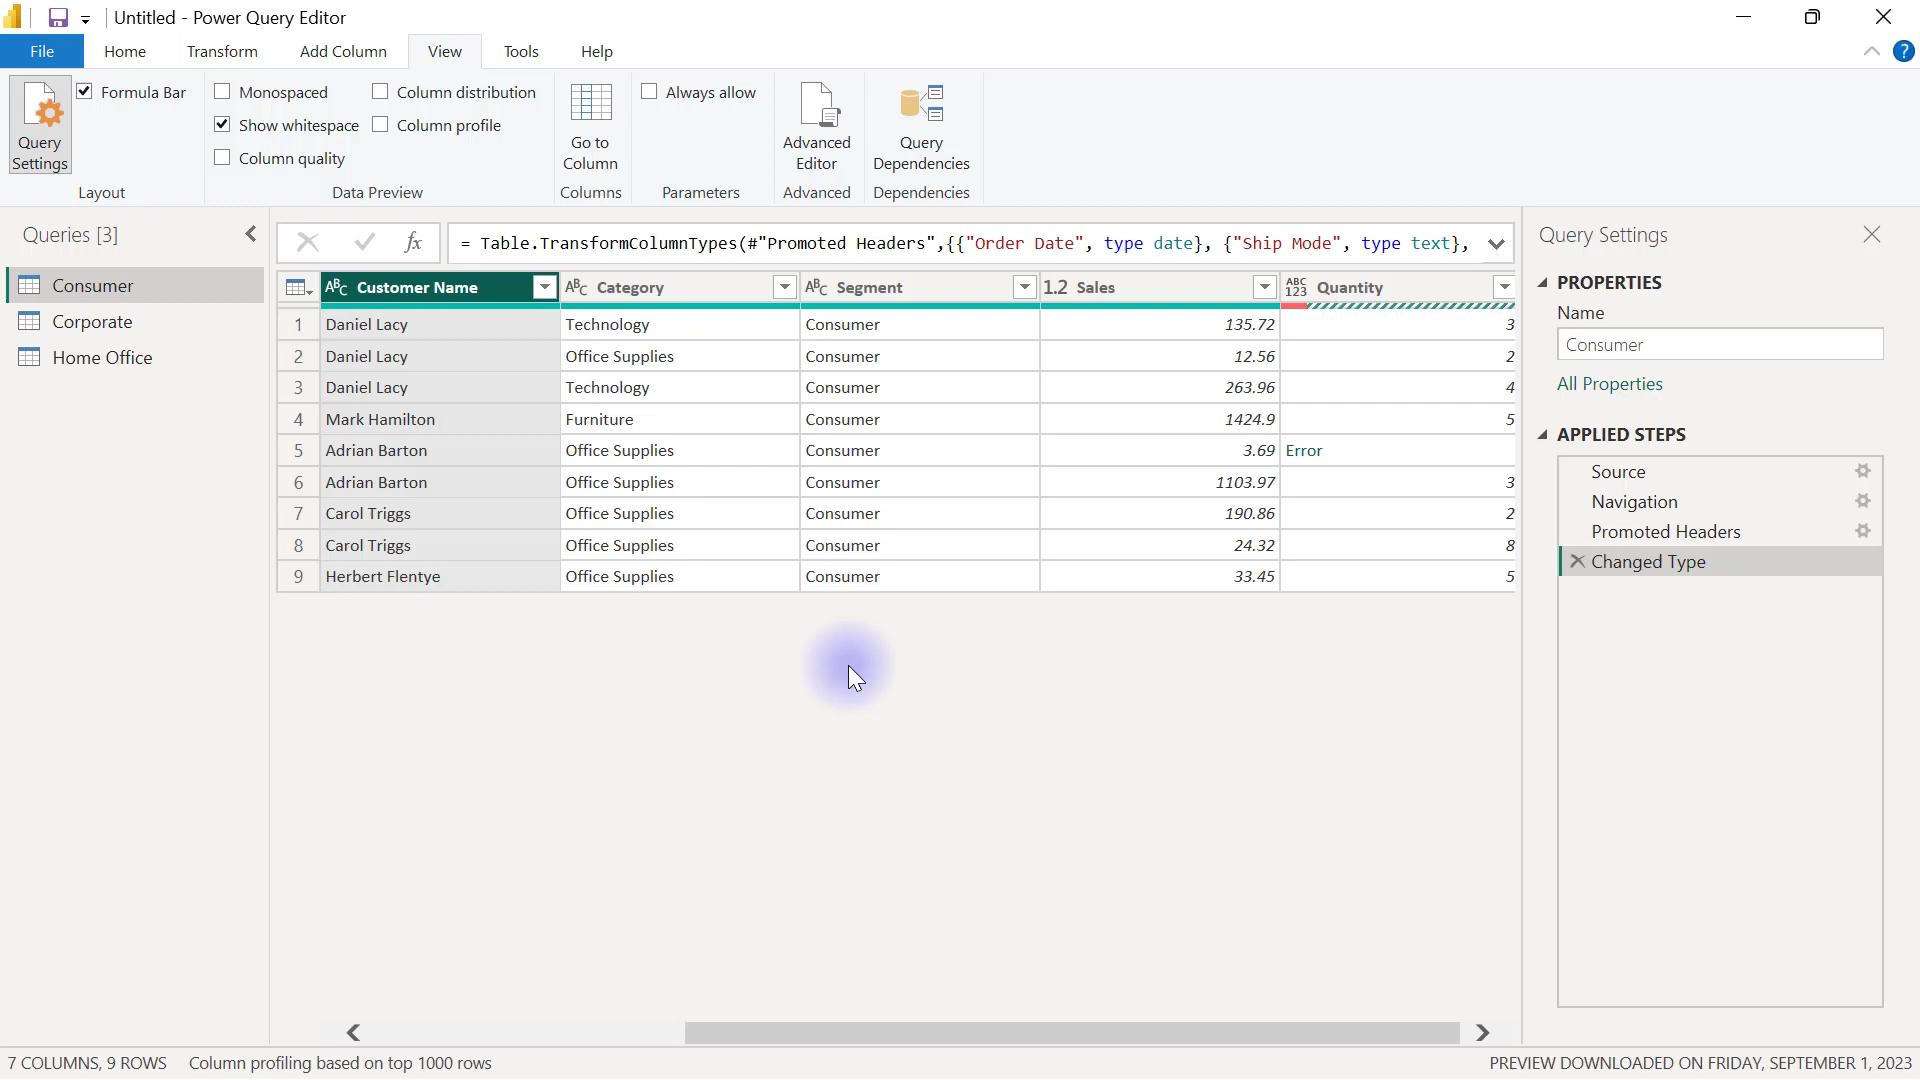 Untitled - Power Query Editor
File Home Transform Add Column View Tools Help ?
Query Settings
Formula Bar
Layout
Monospaced
Show whitespace
Column quality
Column distribution
Column profile
Data Preview
Go to Column
Columns
Always allow
Parameters
Advanced Editor
Advanced
Query Dependencies
Dependencies
Queries [3]
Consumer
Corporate
Home Office
fx = Table.TransformColumnTypes(#"Promoted Headers",{{"Order Date", type date}, {"Ship Mode", type text},
ABC Customer Name ABC Category ABC Segment 1.2 Sales ABC 123 Quantity
1 Daniel Lacy Technology Consumer 135.72 3
2 Daniel Lacy Office Supplies Consumer 12.56 2
3 Daniel Lacy Technology Consumer 263.96 4
4 Mark Hamilton Furniture Consumer 1424.9 5
5 Adrian Barton Office Supplies Consumer 3.69 Error
6 Adrian Barton Office Supplies Consumer 1103.97 3
7 Carol Triggs Office Supplies Consumer 190.86 2
8 Carol Triggs Office Supplies Consumer 24.32 8
9 Herbert Flentye Office Supplies Consumer 33.45 5
Query Settings
PROPERTIES
Name
Consumer
All Properties
APPLIED STEPS
Source
Navigation
Promoted Headers
Changed Type
7 COLUMNS, 9 ROWS Column profiling based on top 1000 rows
PREVIEW DOWNLOADED ON FRIDAY, SEPTEMBER 1, 2023